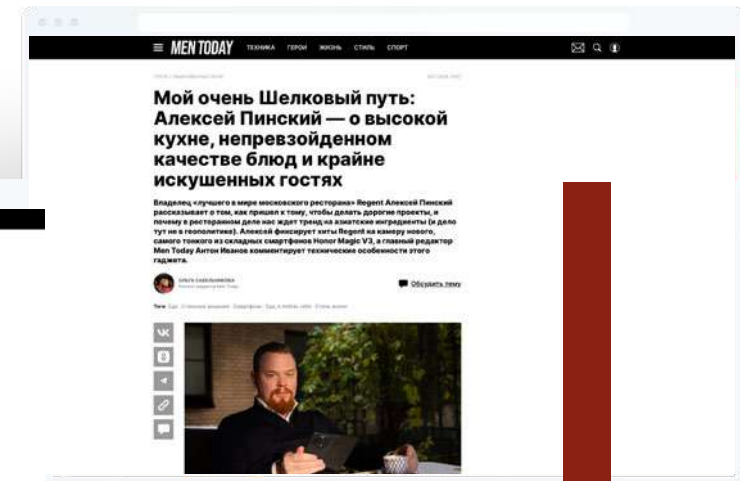 MEN TODAY ТЕХНИКА ГЕРОИ ЖИЗНЬ СТИЛЬ СПОРТ
Мой очень Шелковый путь:
Алексей Пинский — о высокой
кухне, непревзойденном
качестве блюд и крайне
искушенных гостях
Владелец «лучшего в мире московского ресторана» Regent Алексей Пинский
рассказывает о том, как пришел к тому, чтобы делать дорогие проекты, и
почему в ресторанном деле нас ждет тренд на азиатские ингредиенты (и дело
тут не в геополитике). Алексей фиксирует хиты Regent на камеру нового,
самого тонкого из складных смартфонов Honor Magic V3, а главный редактор
Men Today Антон Иванов комментирует технические особенности этого
гаджета.
Обсудить тему